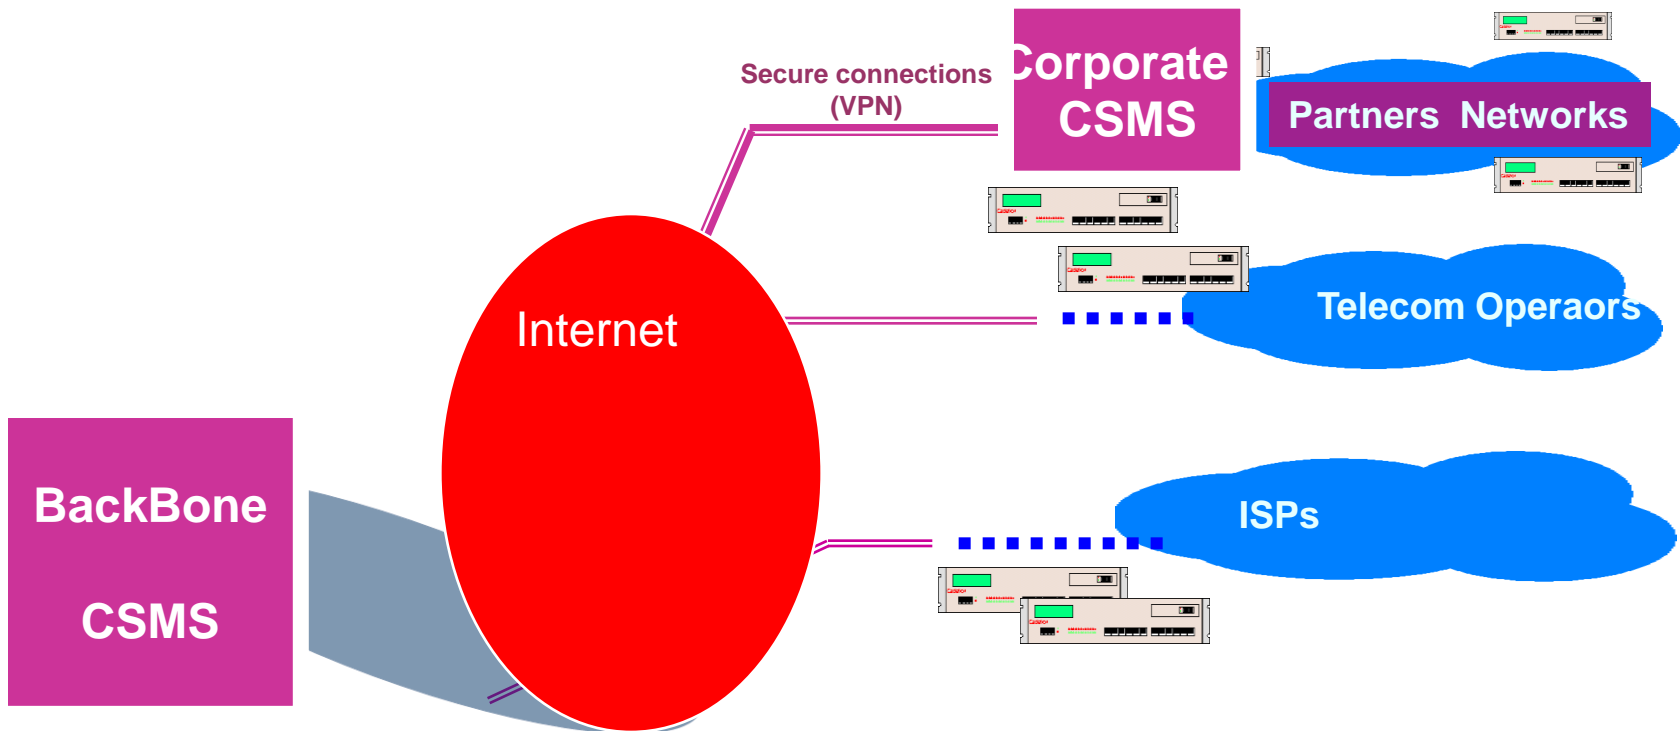 Secure connections
(VPN)
Corporate
CSMS
Partners Networks
Internet
Telecom Operaors
BackBone
CSMS
ISPs